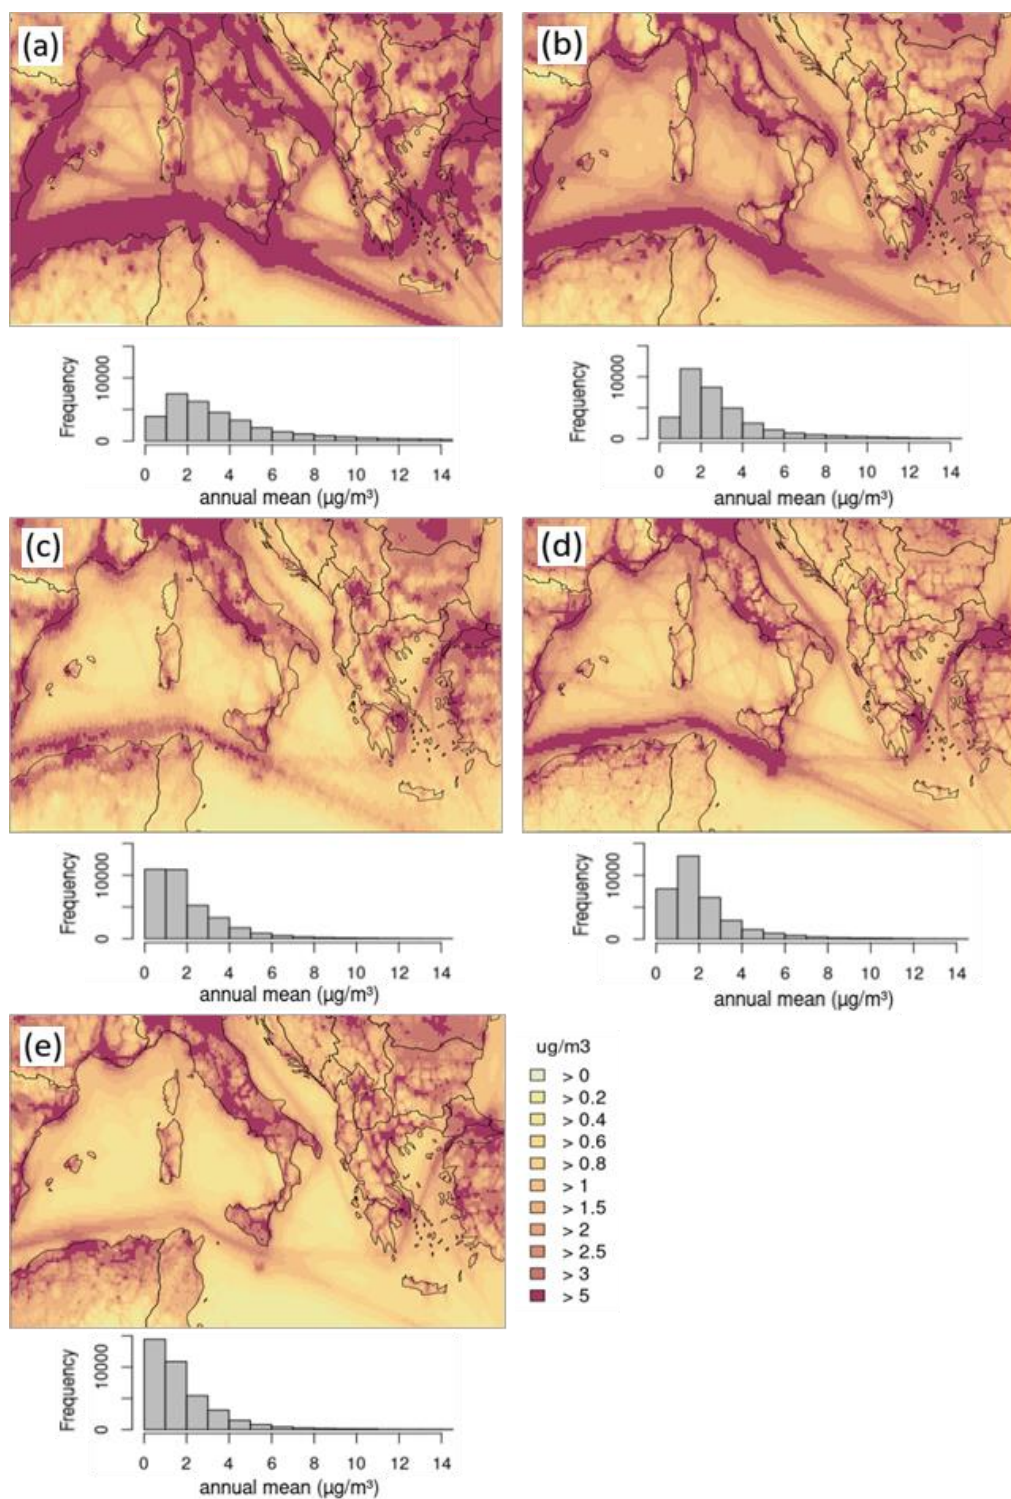 (a)
(b)
Frequency
0 10000
0 2 4 6 8 10 12 14
annual mean (µg/m³)
Frequency
0 10000
0 2 4 6 8 10 12 14
annual mean (µg/m³)
(c)
(d)
Frequency
0 10000
0 2 4 6 8 10 12 14
annual mean (µg/m³)
Frequency
0 10000
0 2 4 6 8 10 12 14
annual mean (µg/m³)
(e)
ug/m3
> 0
> 0.2
> 0.4
> 0.6
> 0.8
> 1
> 1.5
> 2
> 2.5
> 3
> 5
Frequency
0 10000
0 2 4 6 8 10 12 14
annual mean (µg/m³)